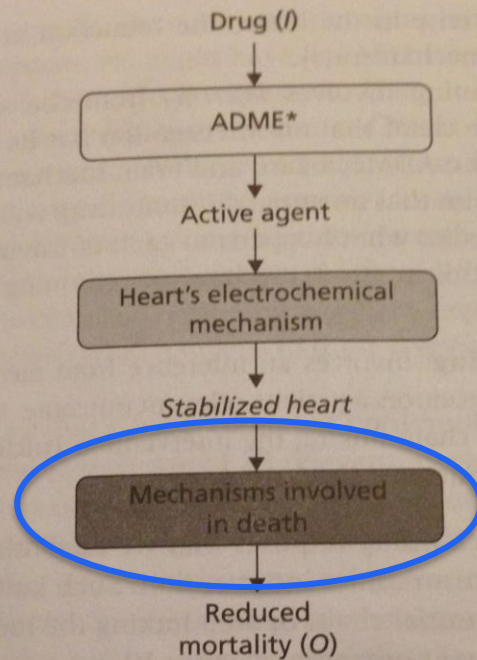 Drug (I)
ADME*
Active agent
Heart's electrochemical
mechanism
Stabilized heart
Mechanisms involved
in death
Reduced
mortality (O)